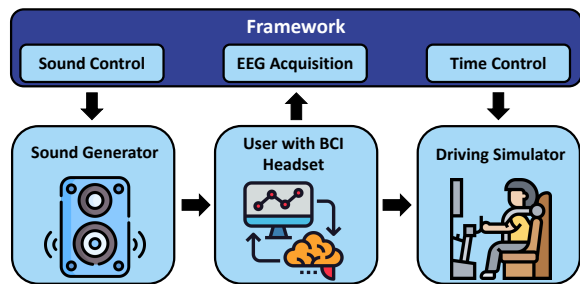 Framework
Sound Control
EEG Acquisition
Time Control
Sound Generator
User with BCI
Headset
Driving Simulator